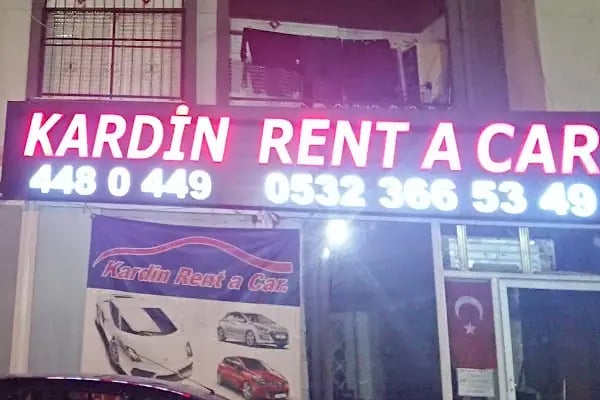 KARDİN RENT A CAR
448 0 449 0532 366 53 49
Kardin Rent a Car.